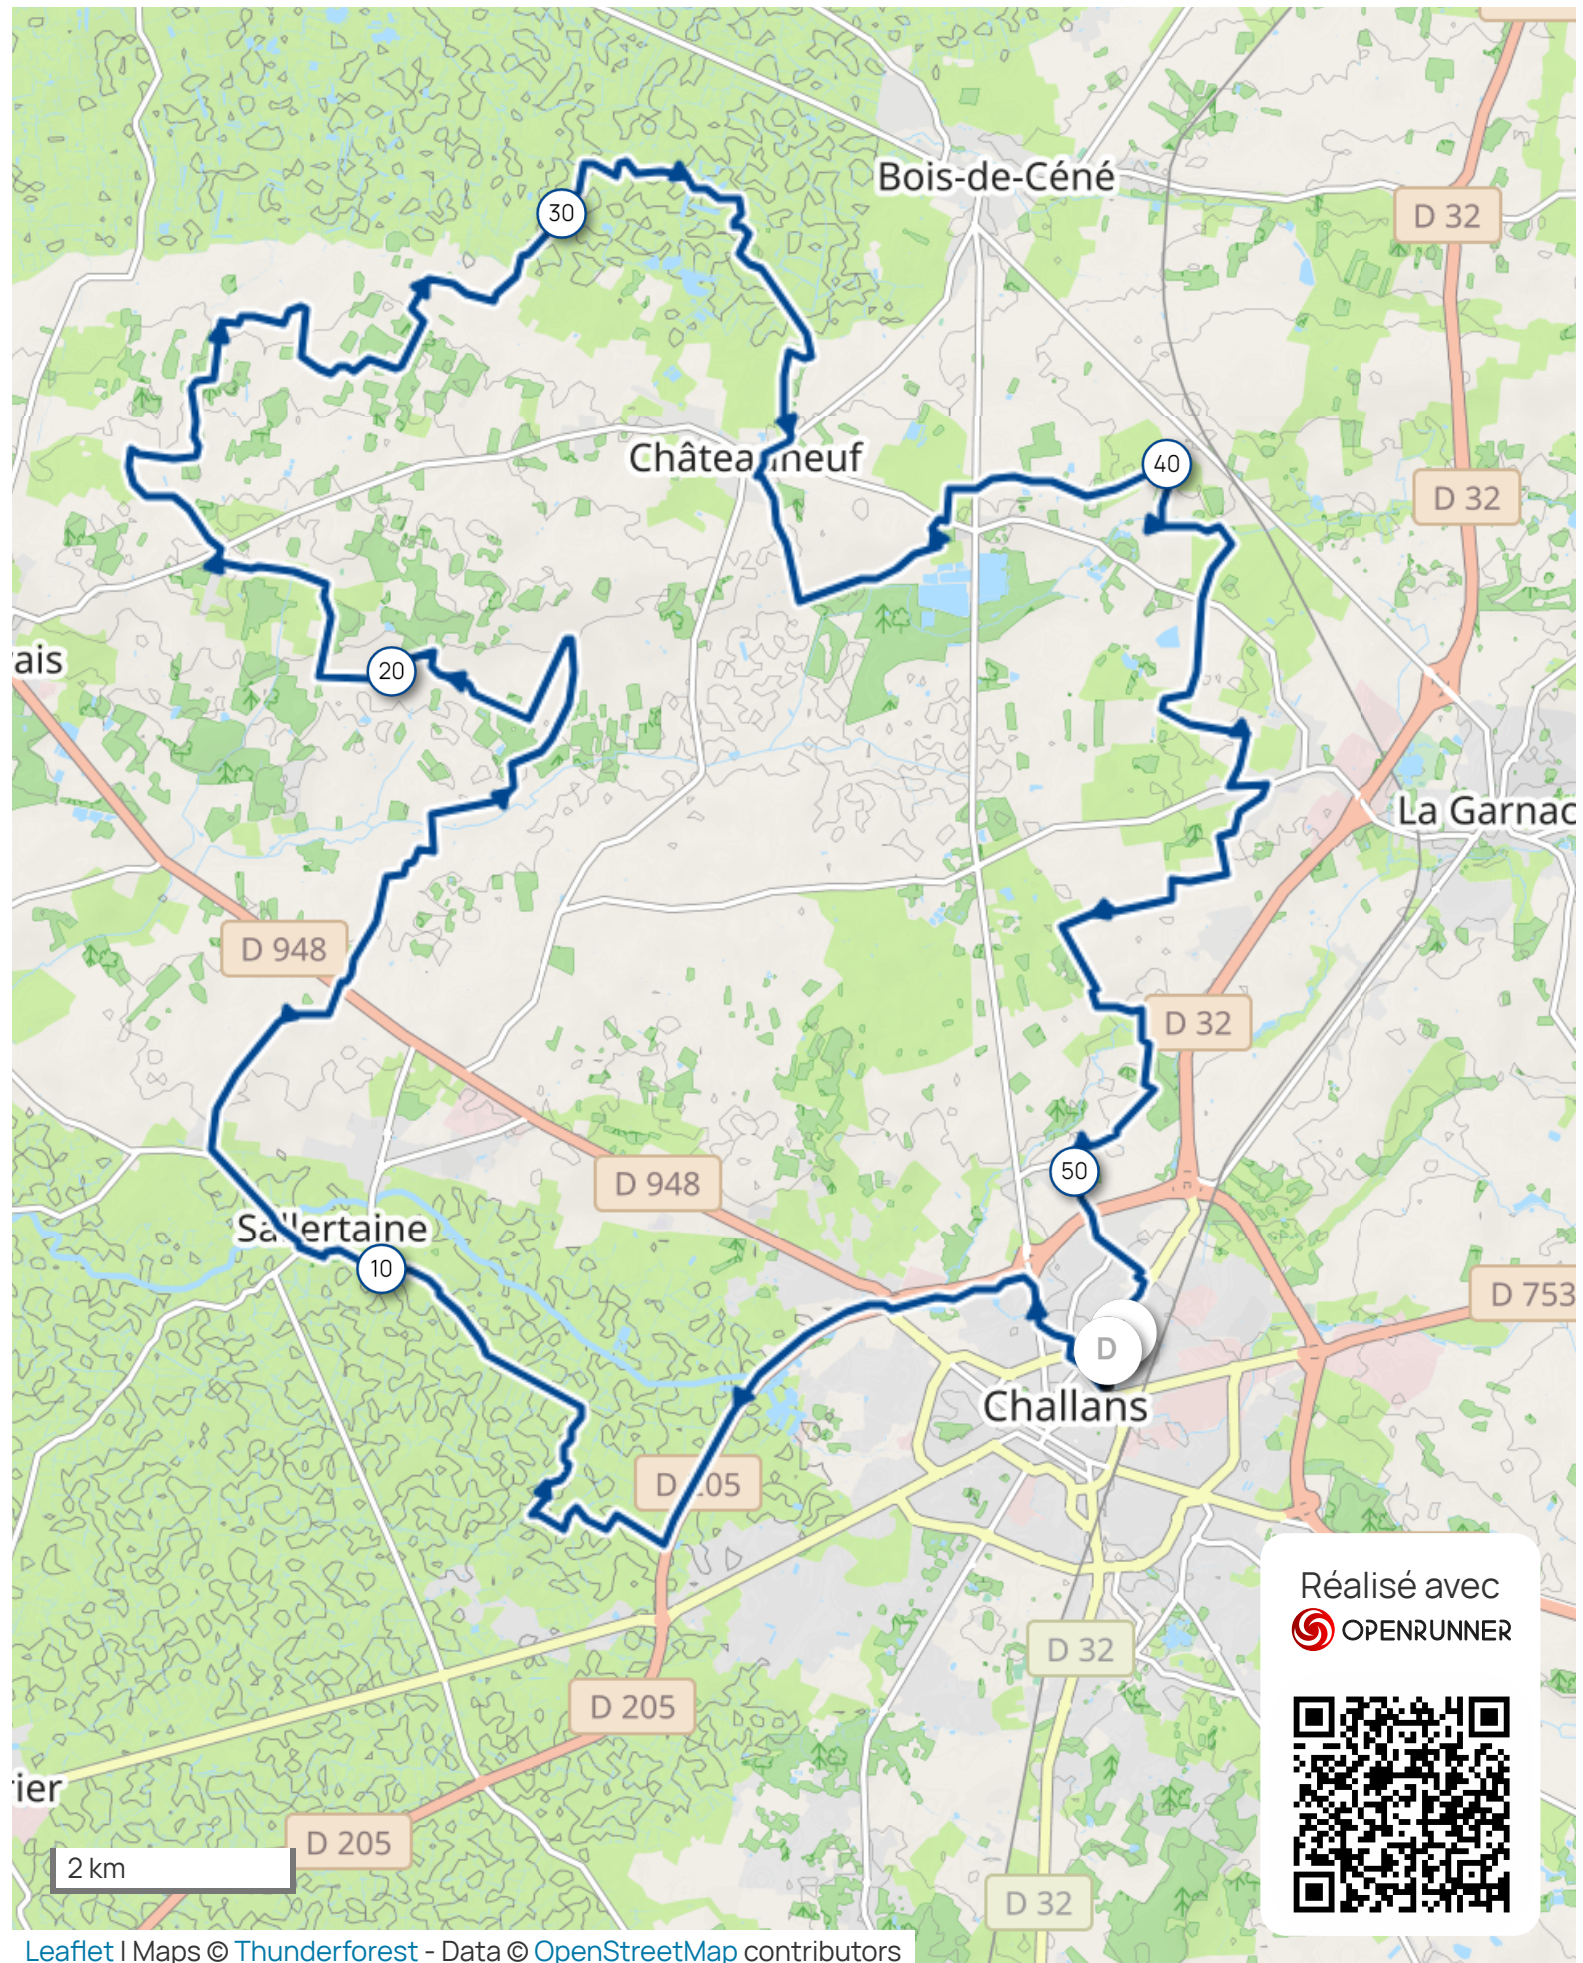 Bois-de-Céné
30
D 32
Châteauneuf
40
D 32
ais
20
La Garnac
D 948
D 32
D 948
50
Sallertaine
10
D 753
D
Challans
D 205
Réalisé avec
OPENRUNNER
D 32
D 205
rier
D 205
2 km
D 32
Leaflet | Maps © Thunderforest - Data © OpenStreetMap contributors